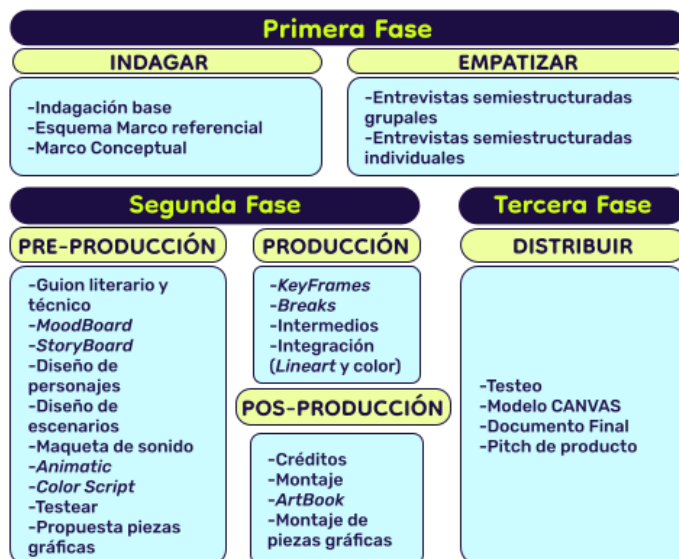 Primera Fase
INDAGAR
-Indagación base
-Esquema Marco referencial
-Marco Conceptual
EMPATIZAR
-Entrevistas semiestructuradas
grupales
-Entrevistas semiestructuradas
individuales
Segunda Fase
PRE-PRODUCCIÓN
-Guion literario y
técnico
-MoodBoard
-StoryBoard
-Diseño de
personajes
-Diseño de
escenarios
-Maqueta de sonido
-Animatic
-Color Script
-Testear
-Propuesta piezas
gráficas
PRODUCCIÓN
-KeyFrames
-Breaks
-Intermedios
-Integración
(Lineart y color)
POS-PRODUCCIÓN
-Créditos
-Montaje
-ArtBook
-Montaje de
piezas gráficas
Tercera Fase
DISTRIBUIR
-Testeo
-Modelo CANVAS
-Documento Final
-Pitch de producto